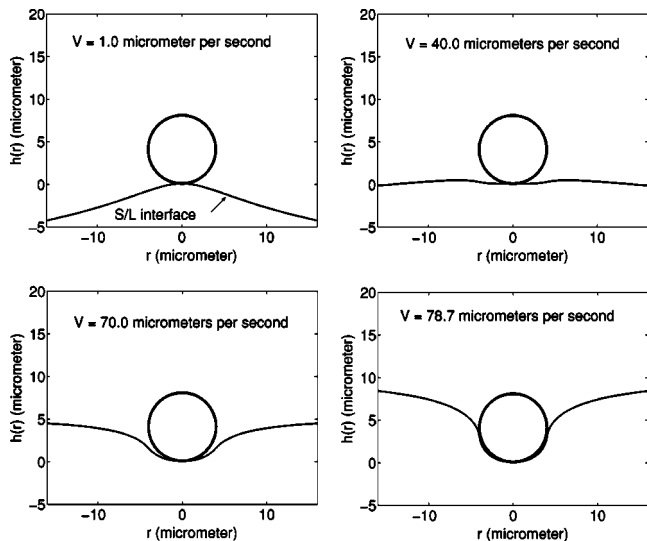 20
15
10
5
0
−5
h(r) (micrometer)
V = 1.0 micrometer per second
S/L interface
−10
0
10
r (micrometer)
20
15
10
5
0
−5
h(r) (micrometer)
V = 40.0 micrometers per second
−10
0
10
r (micrometer)
20
15
10
5
0
−5
h(r) (micrometer)
V = 70.0 micrometers per second
−10
0
10
r (micrometer)
20
15
10
5
0
−5
h(r) (micrometer)
V = 78.7 micrometers per second
−10
0
10
r (micrometer)